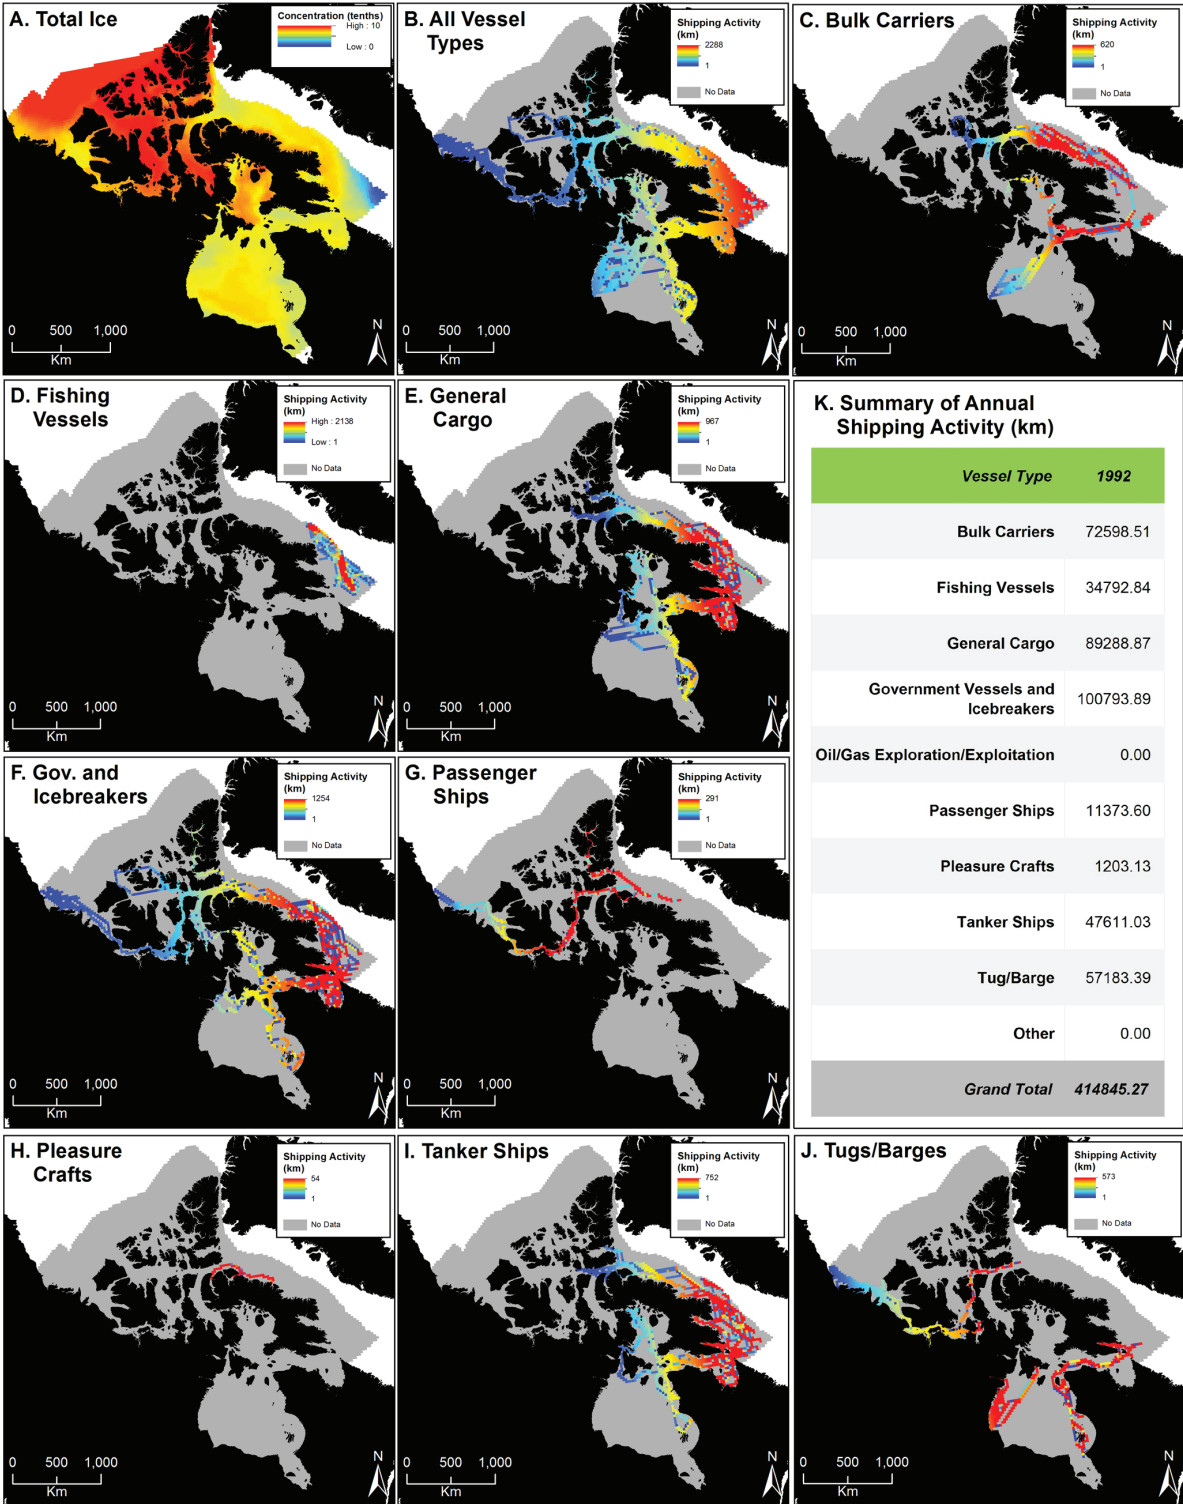 A. Total Ice
Concentration (tenths)
High : 10
Low : 0
0 500 1,000
Km
N
B. All Vessel
Types
Shipping Activity
(km)
2288
1
No Data
0 500 1,000
Km
N
C. Bulk Carriers
Shipping Activity
(km)
620
1
No Data
0 500 1,000
Km
N
D. Fishing
Vessels
Shipping Activity
(km)
High : 2138
Low : 1
No Data
0 500 1,000
Km
N
E. General
Cargo
Shipping Activity
(km)
967
1
No Data
0 500 1,000
Km
N
K. Summary of Annual
Shipping Activity (km)
Vessel Type 1992
Bulk Carriers 72598.51
Fishing Vessels 34792.84
General Cargo 89288.87
Government Vessels and
Icebreakers 100793.89
Oil/Gas Exploration/Exploitation 0.00
Passenger Ships 11373.60
Pleasure Crafts 1203.13
Tanker Ships 47611.03
Tug/Barge 57183.39
Other 0.00
Grand Total 414845.27
F. Gov. and
Icebreakers
Shipping Activity
(km)
1254
1
No Data
0 500 1,000
Km
N
G. Passenger
Ships
Shipping Activity
(km)
291
1
No Data
0 500 1,000
Km
N
H. Pleasure
Crafts
Shipping Activity
(km)
54
1
No Data
0 500 1,000
Km
N
I. Tanker Ships
Shipping Activity
(km)
752
1
No Data
0 500 1,000
Km
N
J. Tugs/Barges
Shipping Activity
(km)
573
1
No Data
0 500 1,000
Km
N